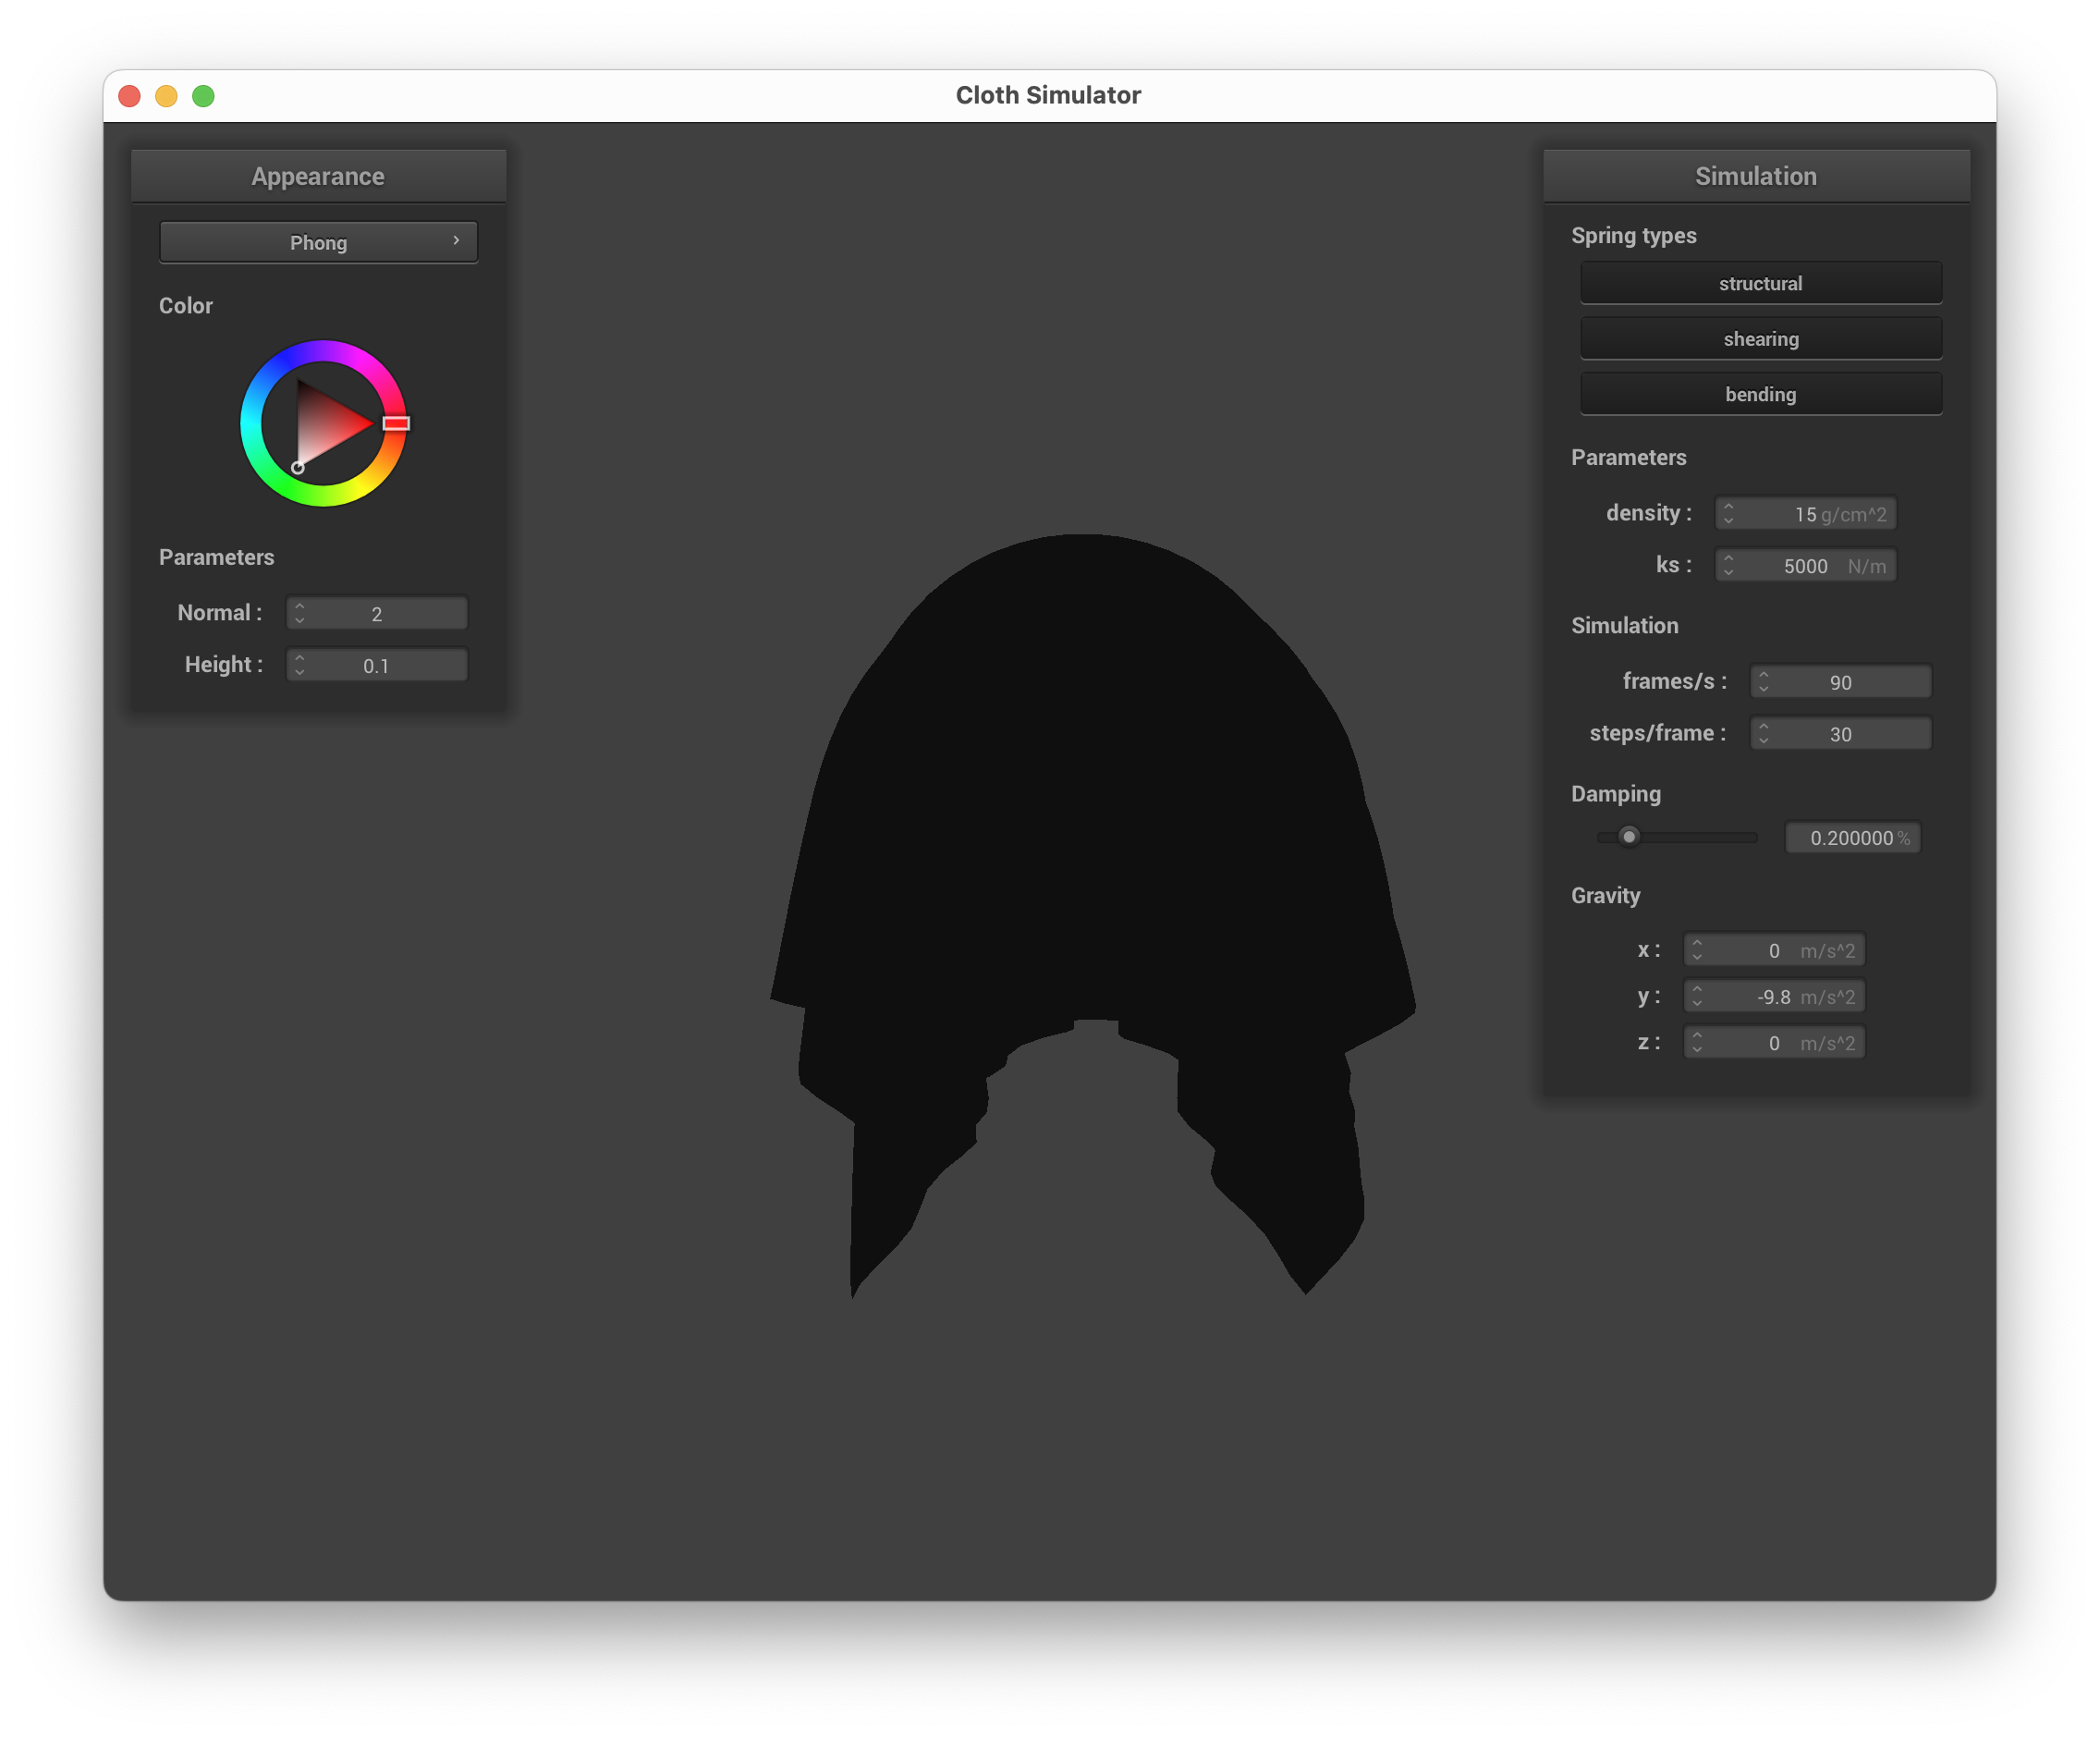 Cloth Simulator
Appearance
Phong
Color
Parameters
Normal : 2
Height : 0.1
Simulation
Spring types
structural
shearing
bending
Parameters
density : 15 g/cm^2
ks : 5000 N/m
Simulation
frames/s : 90
steps/frame : 30
Damping
0.200000 %
Gravity
x : 0 m/s^2
y : -9.8 m/s^2
z : 0 m/s^2